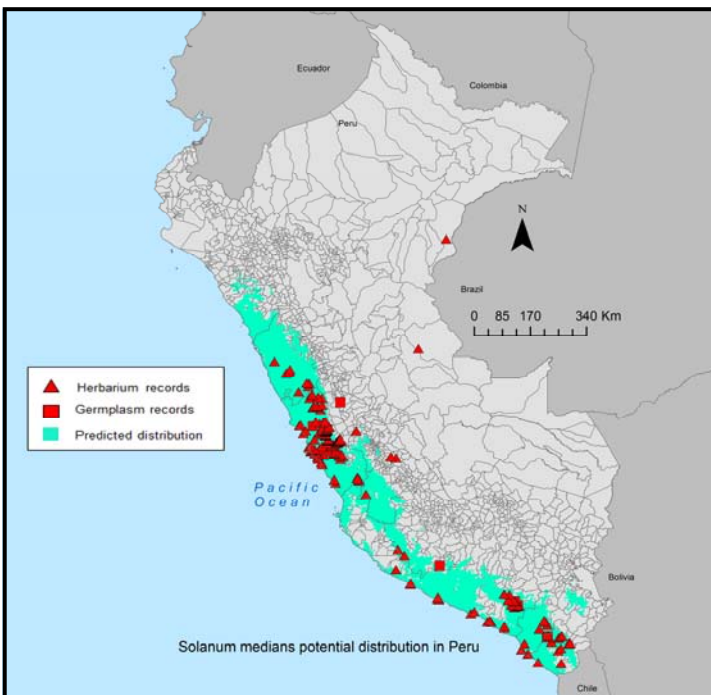 Ecuador
Colombia
Peru
N
Brazil
0 85 170 340 Km
Herbarium records
Germplasm records
Predicted distribution
Pacific
Ocean
Bolivia
Solanum medians potential distribution in Peru
Chile